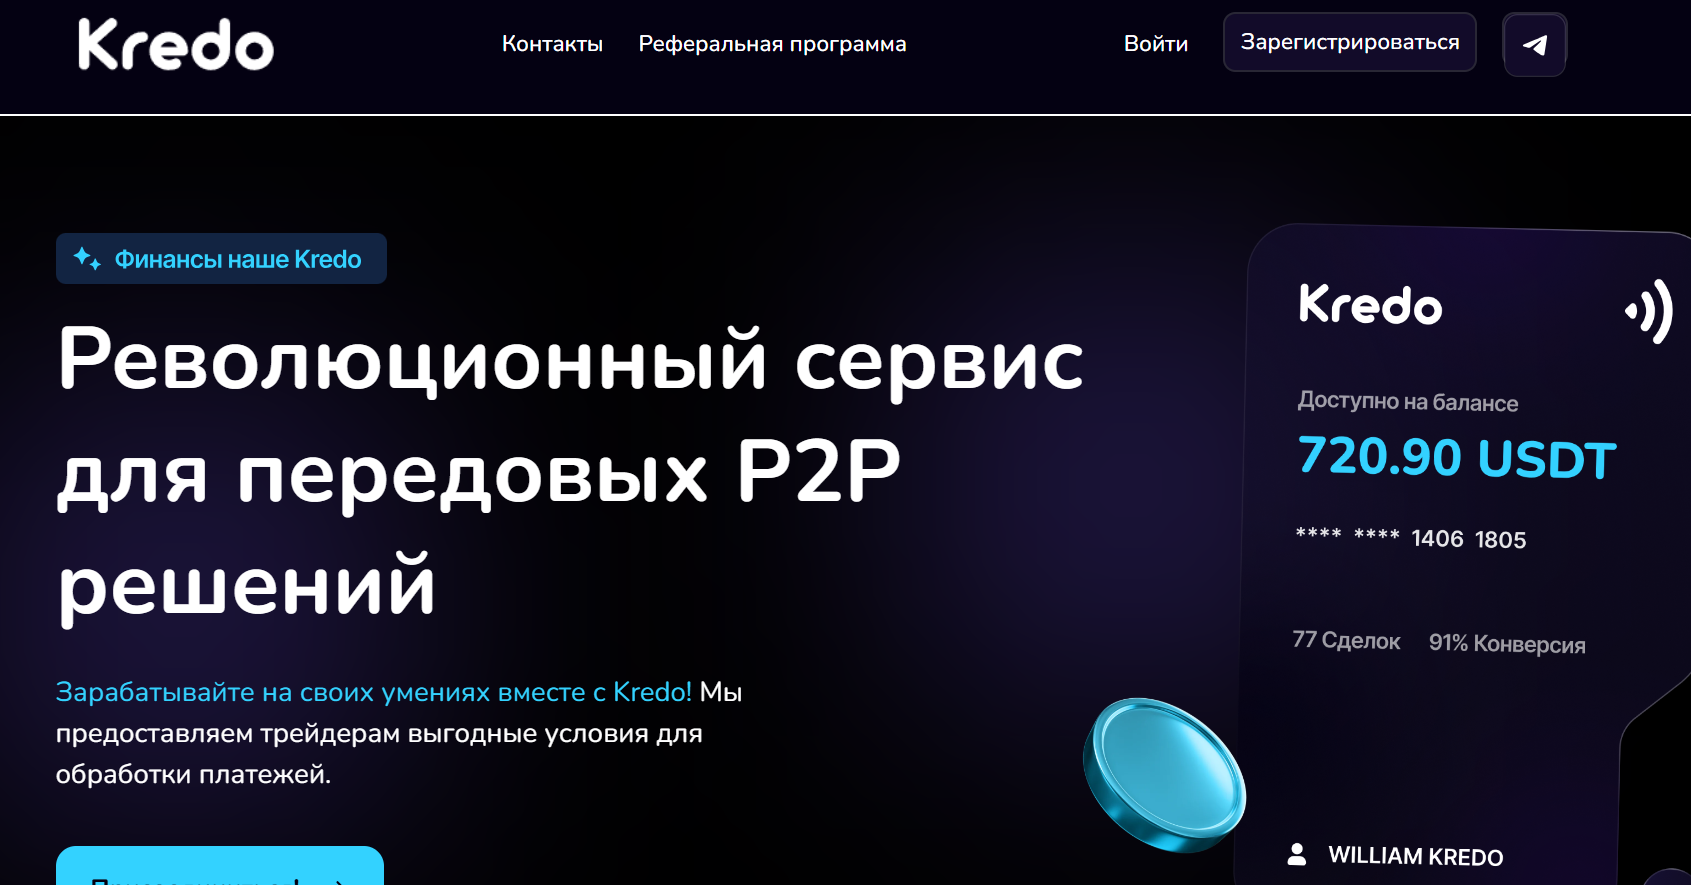 Kredo
Контакты
Реферальная программа
Войти
Зарегистрироваться
Финансы наше Kredo
Революционный сервис
для передовых P2P
решений
Зарабатывайте на своих умениях вместе с Kredo! Мы
предоставляем трейдерам выгодные условия для
обработки платежей.
Kredo
Доступно на балансе
720.90 USDT
**** **** 1406 1805
77 Сделок
91% Конверсия
WILLIAM KREDO